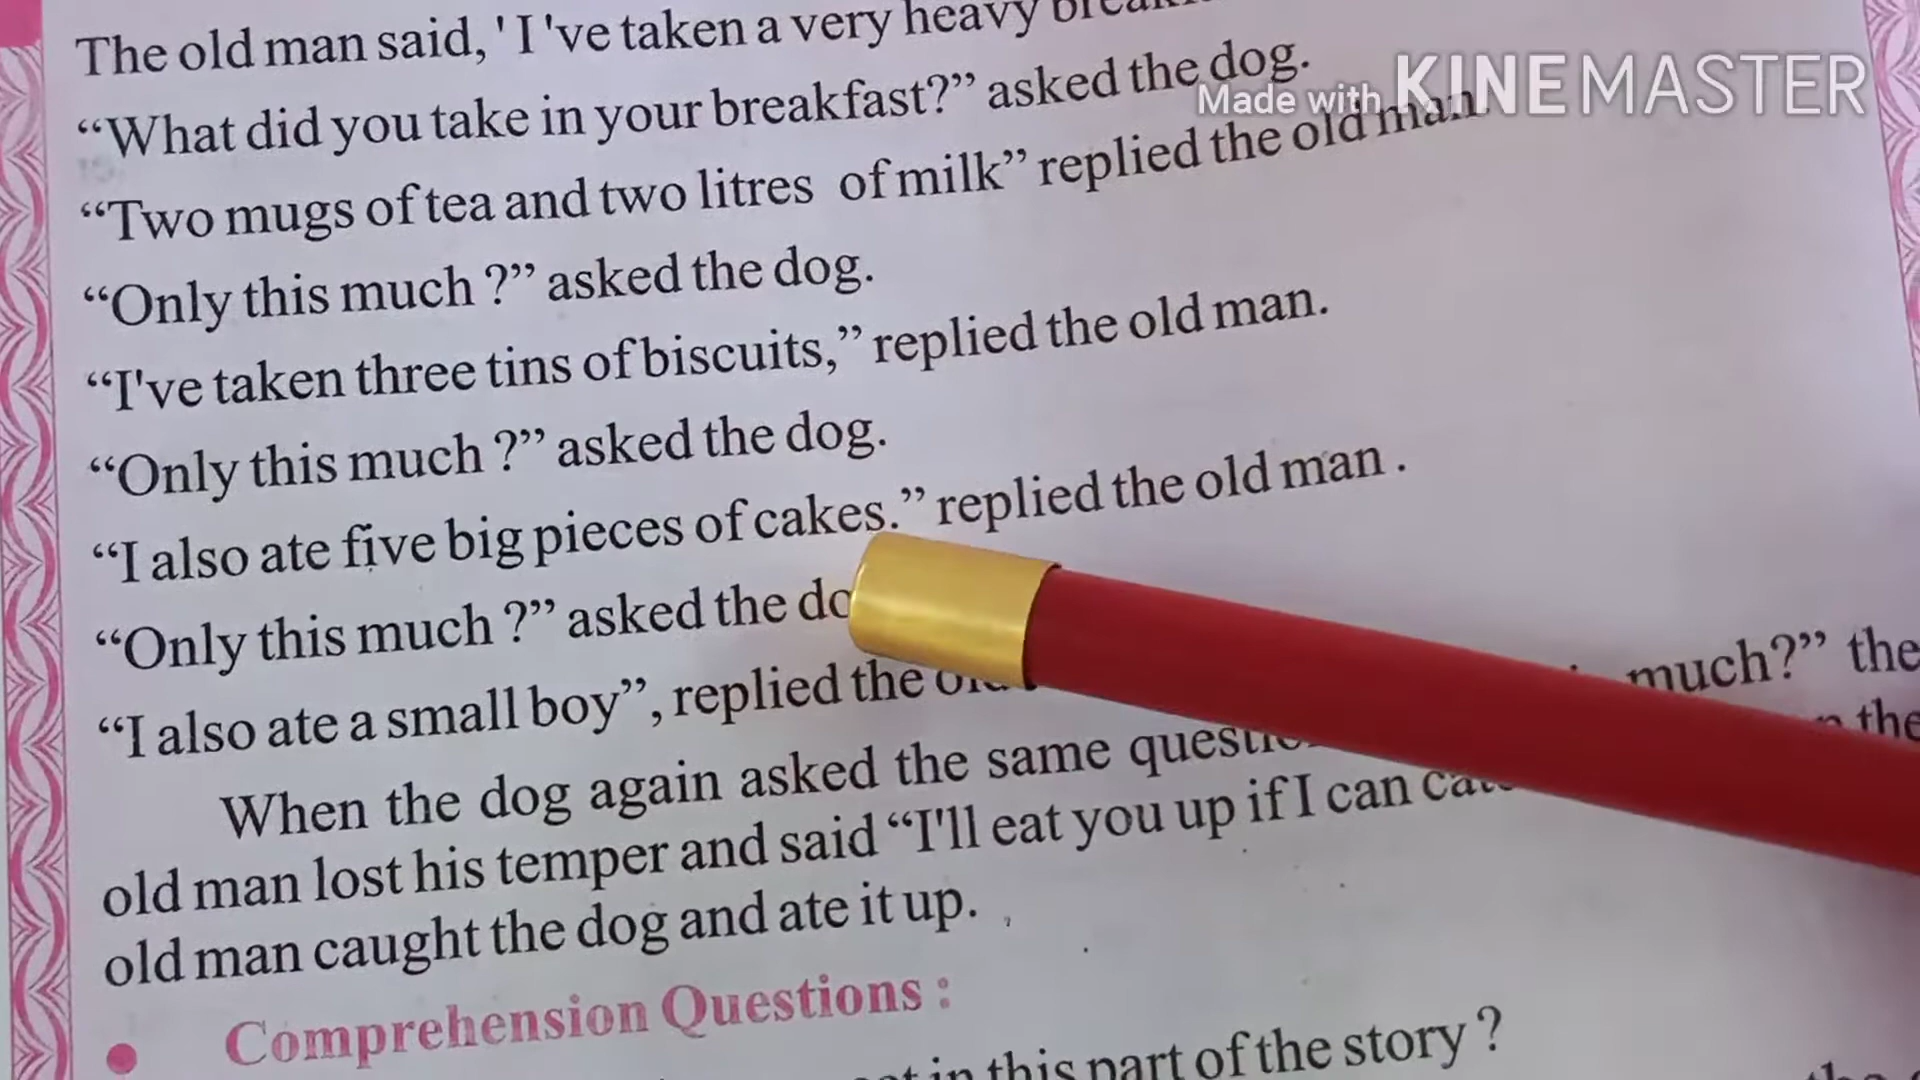 The old man said, ' I 've taken a very heavy
“What did you take in your breakfast?” asked the dog.
Made with KINEMASTER
“Two mugs of tea and two litres of milk” replied the old man.
“Only this much ?” asked the dog.
“I've taken three tins of biscuits,” replied the old man.
“Only this much ?” asked the dog.
“I also ate five big pieces of cakes.” replied the old man .
“Only this much ?” asked the
“I also ate a small boy”, replied the much?” the
When the dog again asked the same the
old man lost his temper and said “I'll eat you up if I can
old man caught the dog and ate it up.
• Comprehension Questions :
in this part of the story ?